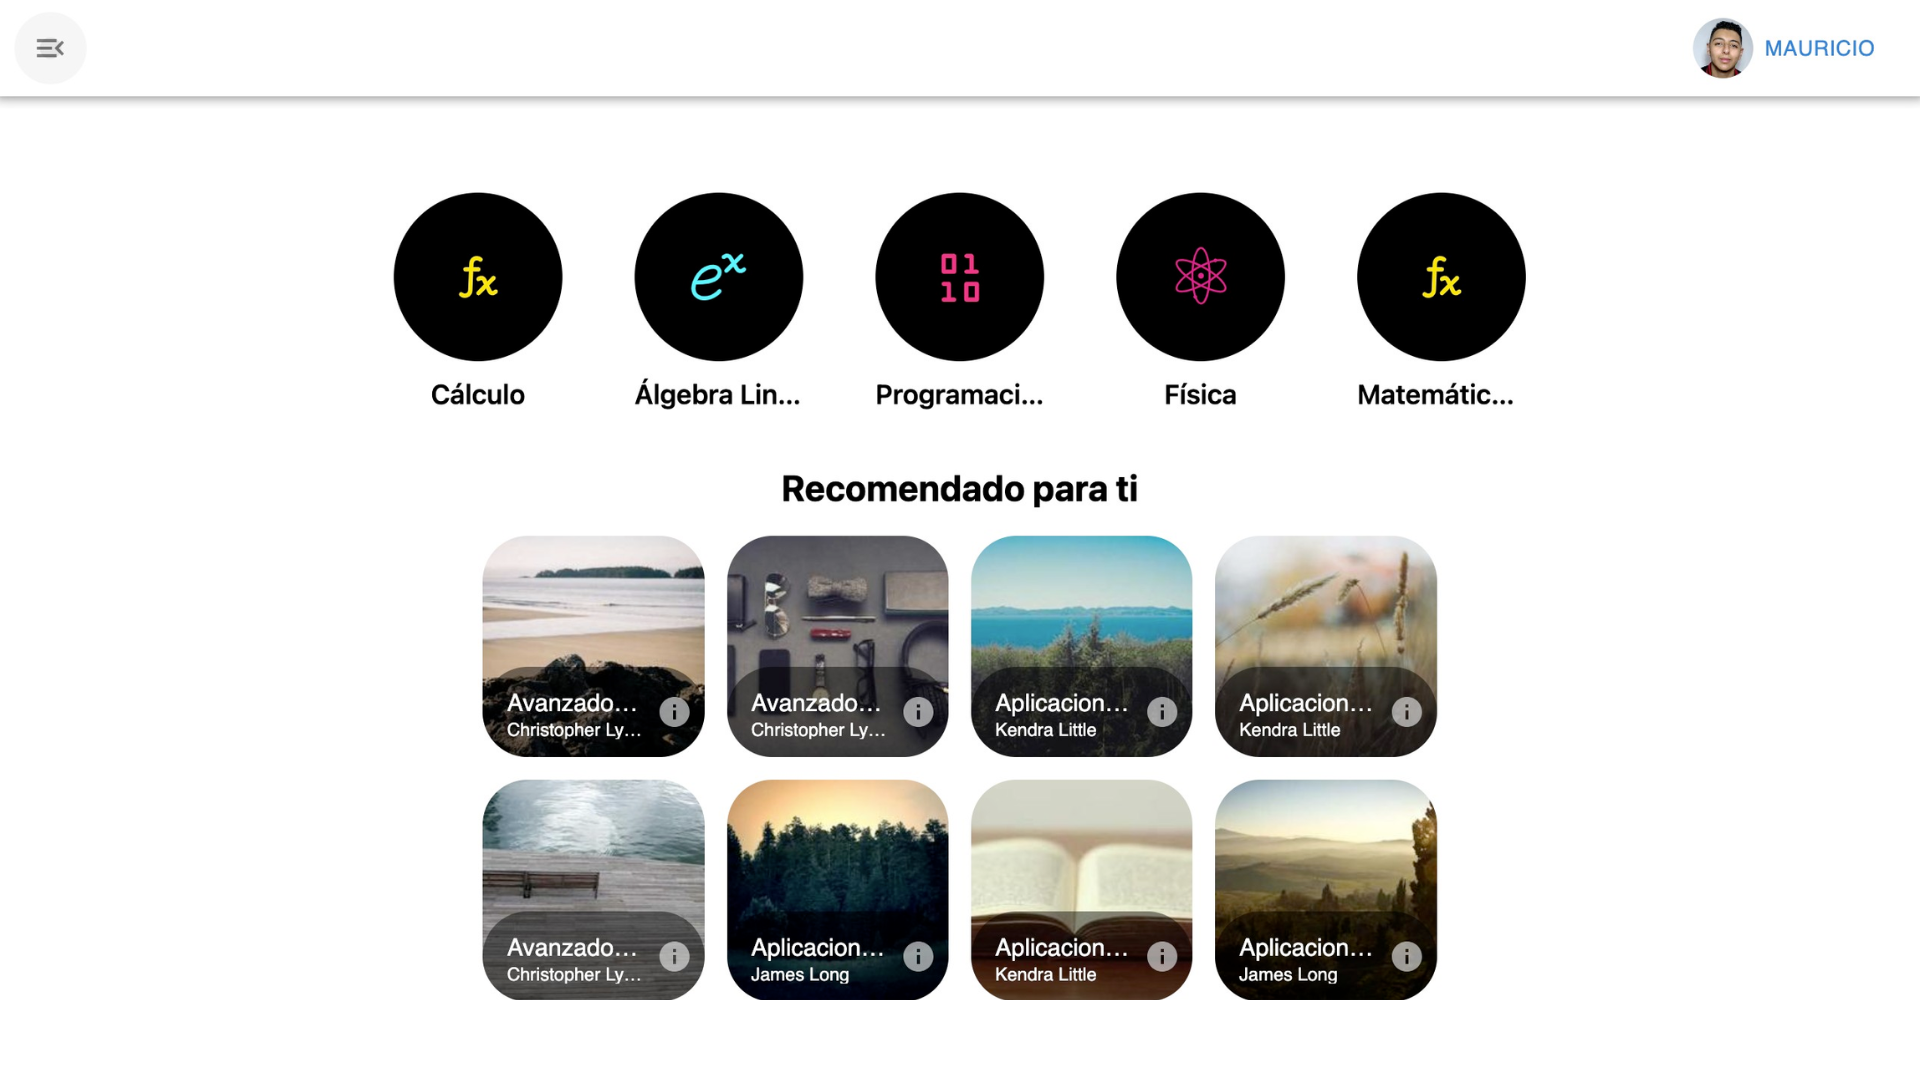 MAURICIO
fx
eˣ
01
10
fx
Cálculo
Álgebra Lin...
Programaci...
Física
Matemátic...
Recomendado para ti
Avanzado...
Christopher Ly...
Avanzado...
Christopher Ly...
Aplicacion...
Kendra Little
Aplicacion...
Kendra Little
Avanzado...
Christopher Ly...
Aplicacion...
James Long
Aplicacion...
Kendra Little
Aplicacion...
James Long